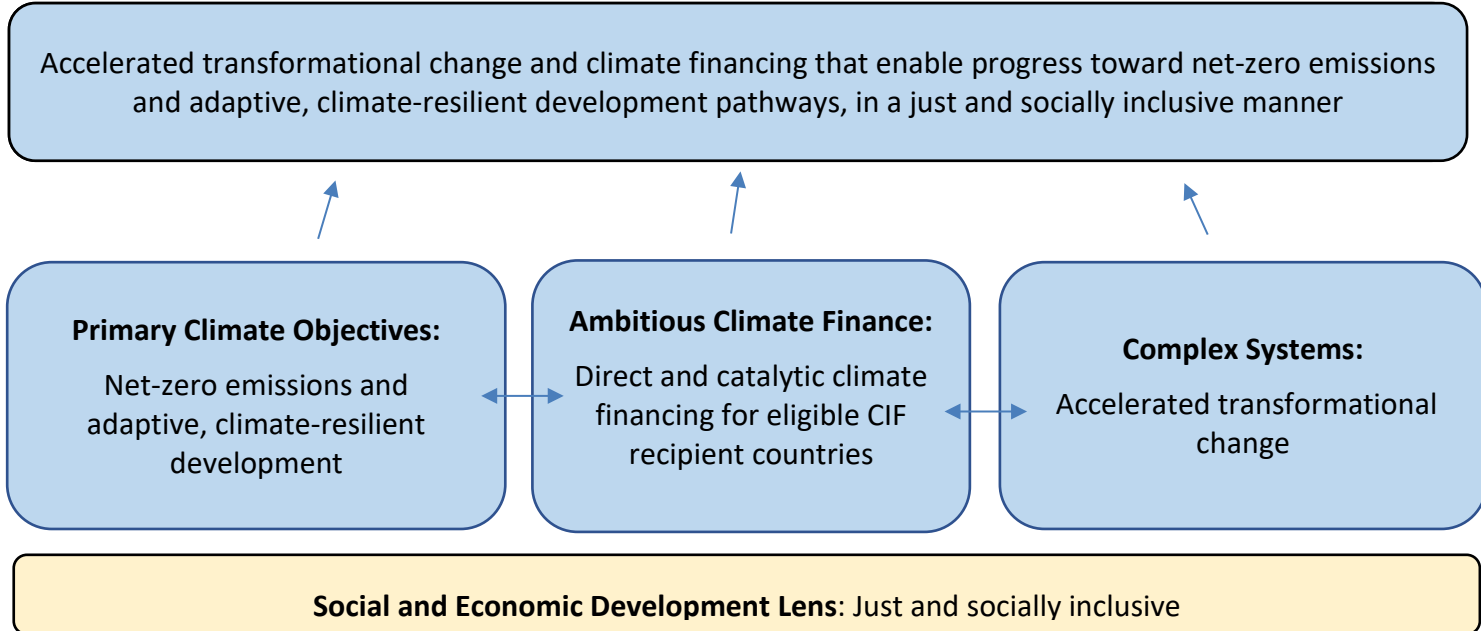 Accelerated transformational change and climate financing that enable progress toward net-zero emissions
and adaptive, climate-resilient development pathways, in a just and socially inclusive manner
Primary Climate Objectives:
Net-zero emissions and
adaptive, climate-resilient
development
Ambitious Climate Finance:
Direct and catalytic climate
financing for eligible CIF
recipient countries
Complex Systems:
Accelerated transformational
change
Social and Economic Development Lens: Just and socially inclusive